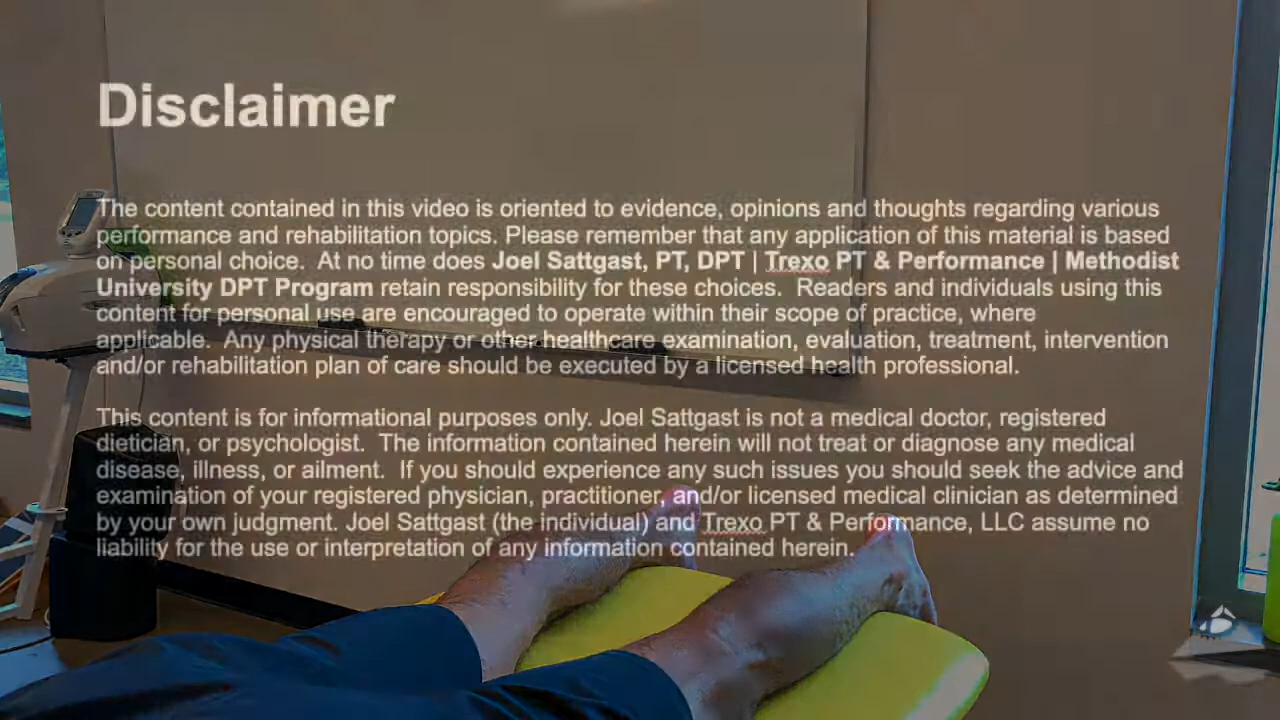 Disclaimer
The content contained in this video is oriented to evidence, opinions and thoughts regarding various
performance and rehabilitation topics. Please remember that any application of this material is based
on personal choice.  At no time does Joel Sattgast, PT, DPT | Trexo PT & Performance | Methodist
University DPT Program retain responsibility for these choices.  Readers and individuals using this
content for personal use are encouraged to operate within their scope of practice, where
applicable.  Any physical therapy or other healthcare examination, evaluation, treatment, intervention
and/or rehabilitation plan of care should be executed by a licensed health professional.
This content is for informational purposes only. Joel Sattgast is not a medical doctor, registered
dietician, or psychologist.  The information contained herein will not treat or diagnose any medical
disease, illness, or ailment.  If you should experience any such issues you should seek the advice and
examination of your registered physician, practitioner, and/or licensed medical clinician as determined
by your own judgment. Joel Sattgast (the individual) and Trexo PT & Performance, LLC assume no
liability for the use or interpretation of any information contained herein.